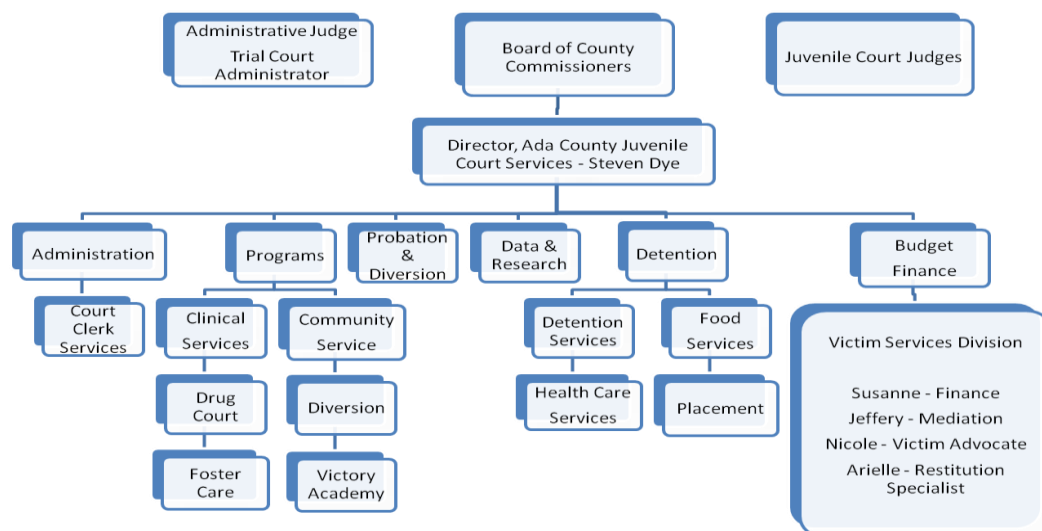 Administrative Judge
Trial Court
Administrator
Board of County
Commissioners
Juvenile Court Judges
Director, Ada County Juvenile
Court Services - Steven Dye
Administration
Programs
Probation
&
Diversion
Data &
Research
Detention
Budget
Finance
Court
Clerk
Services
Clinical
Services
Community
Service
Detention
Services
Food
Services
Victim Services Division
Susanne - Finance
Jeffery - Mediation
Nicole - Victim Advocate
Arielle - Restitution
Specialist
Drug
Court
Diversion
Health Care
Services
Placement
Foster
Care
Victory
Academy